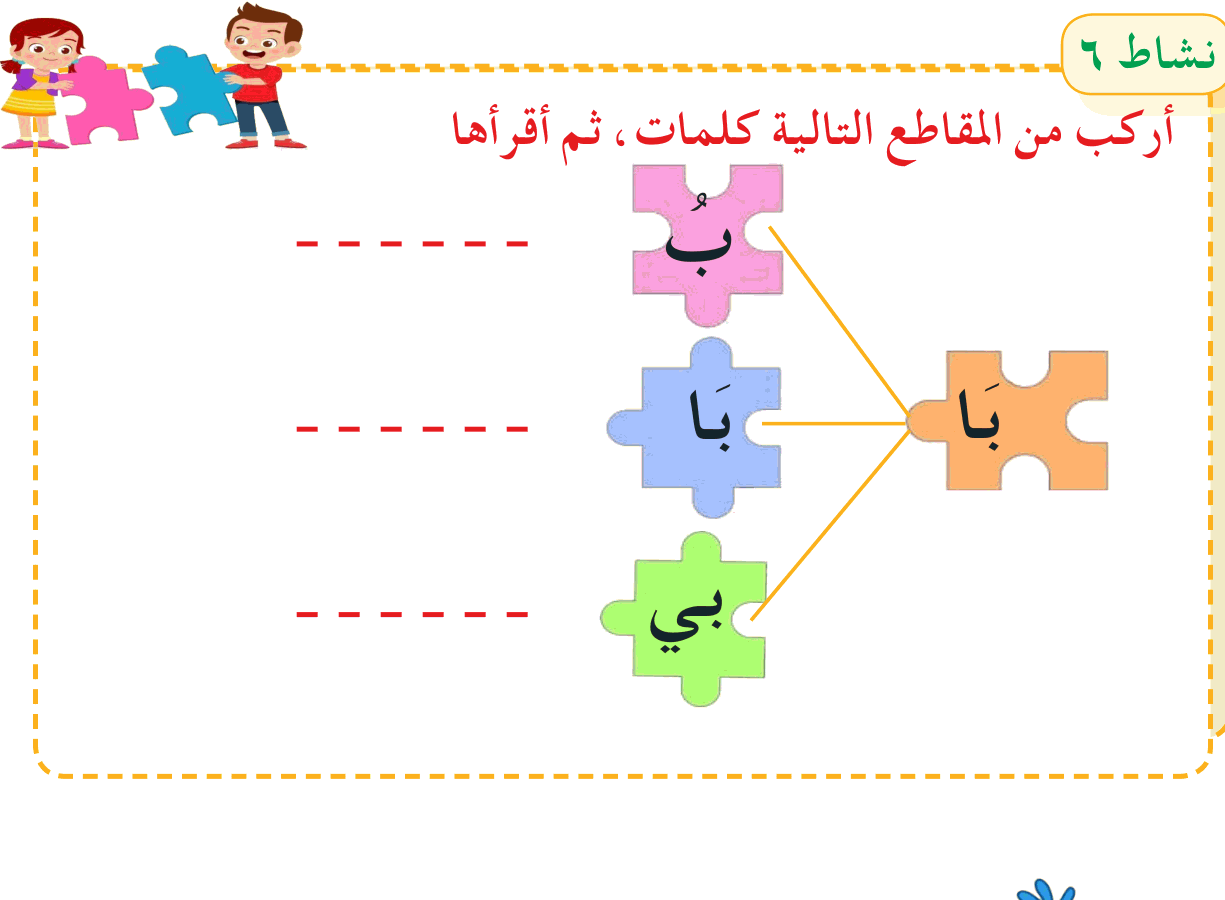 نشاط ٦
أركب من المقاطع التالية كلمات، ثم أقرأها
بُ
بَا
بَا
بي